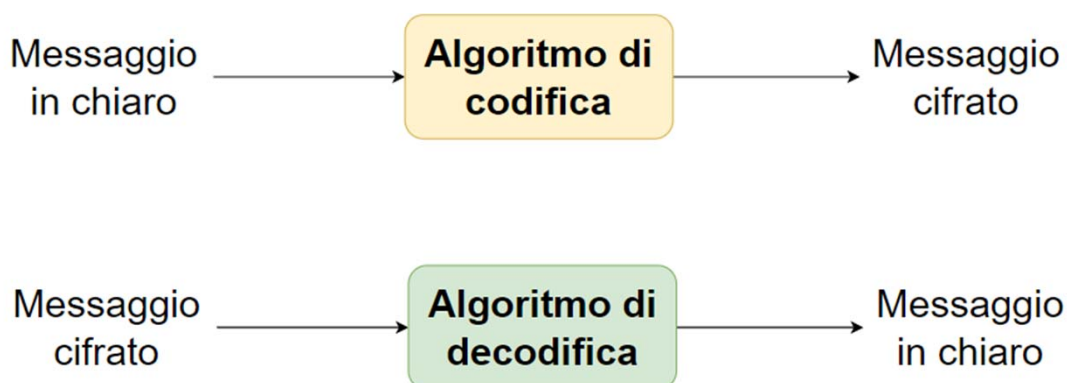 Messaggio
in chiaro
Algoritmo di
codifica
Messaggio
cifrato
Messaggio
cifrato
Algoritmo di
decodifica
Messaggio
in chiaro